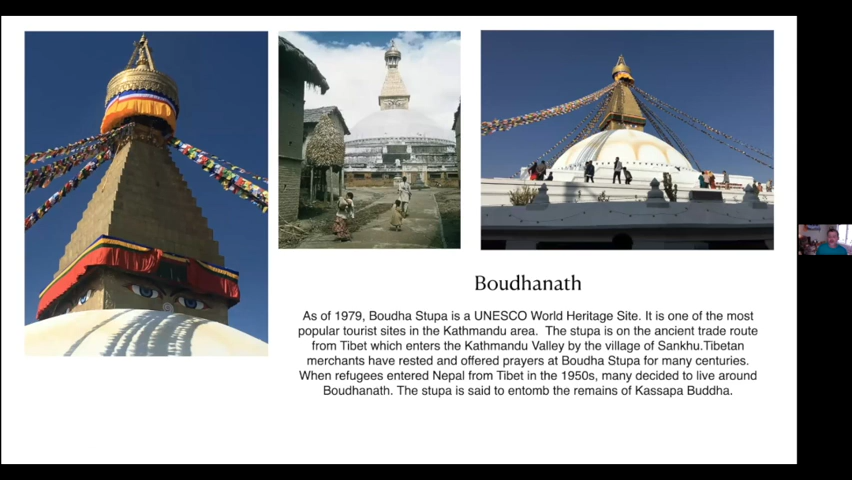 Boudhanath
As of 1979, Boudha Stupa is a UNESCO World Heritage Site. It is one of the most
popular tourist sites in the Kathmandu area. The stupa is on the ancient trade route
from Tibet which enters the Kathmandu Valley by the village of Sankhu.Tibetan
merchants have rested and offered prayers at Boudha Stupa for many centuries.
When refugees entered Nepal from Tibet in the 1950s, many decided to live around
Boudhanath. The stupa is said to entomb the remains of Kassapa Buddha.